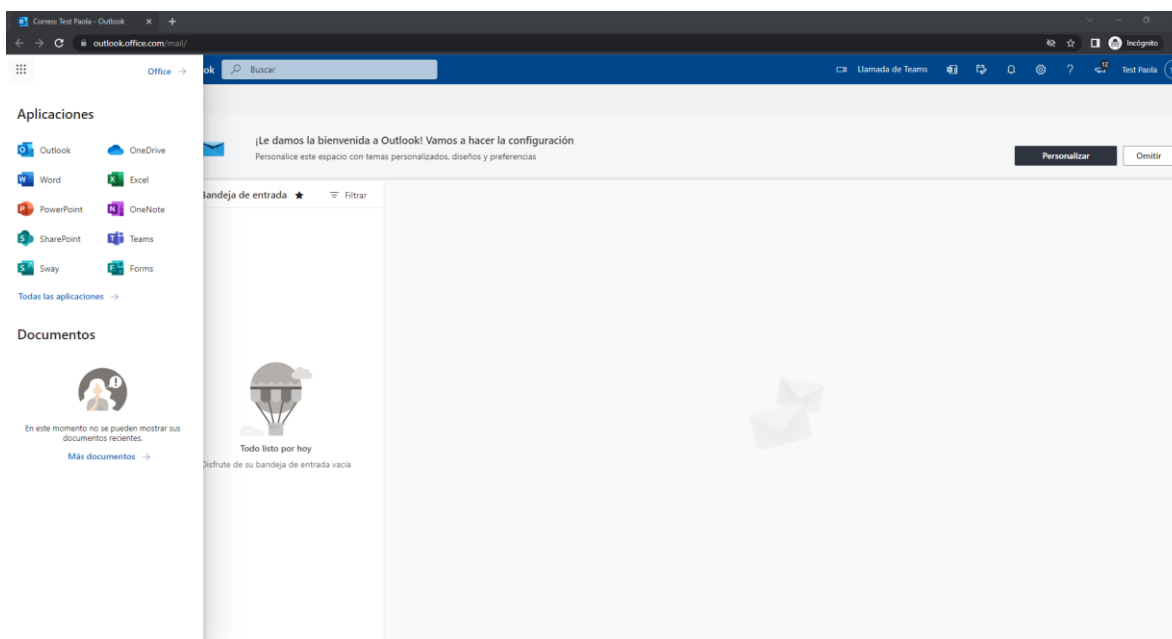 Correo: Test Paola - Outlook
outlook.office.com/mail/
Incógnito
Office
ok
Buscar
Llamada de Teams
12
Test Paola
Aplicaciones
Outlook
OneDrive
Word
Excel
PowerPoint
OneNote
SharePoint
Teams
Sway
Forms
Todas las aplicaciones
Documentos
En este momento no se pueden mostrar sus
documentos recientes.
Más documentos
¡Le damos la bienvenida a Outlook! Vamos a hacer la configuración
Personalice este espacio con temas personalizados, diseños y preferencias
Personalizar
Omitir
Bandeja de entrada
Filtrar
Todo listo por hoy
Disfrute de su bandeja de entrada vacía